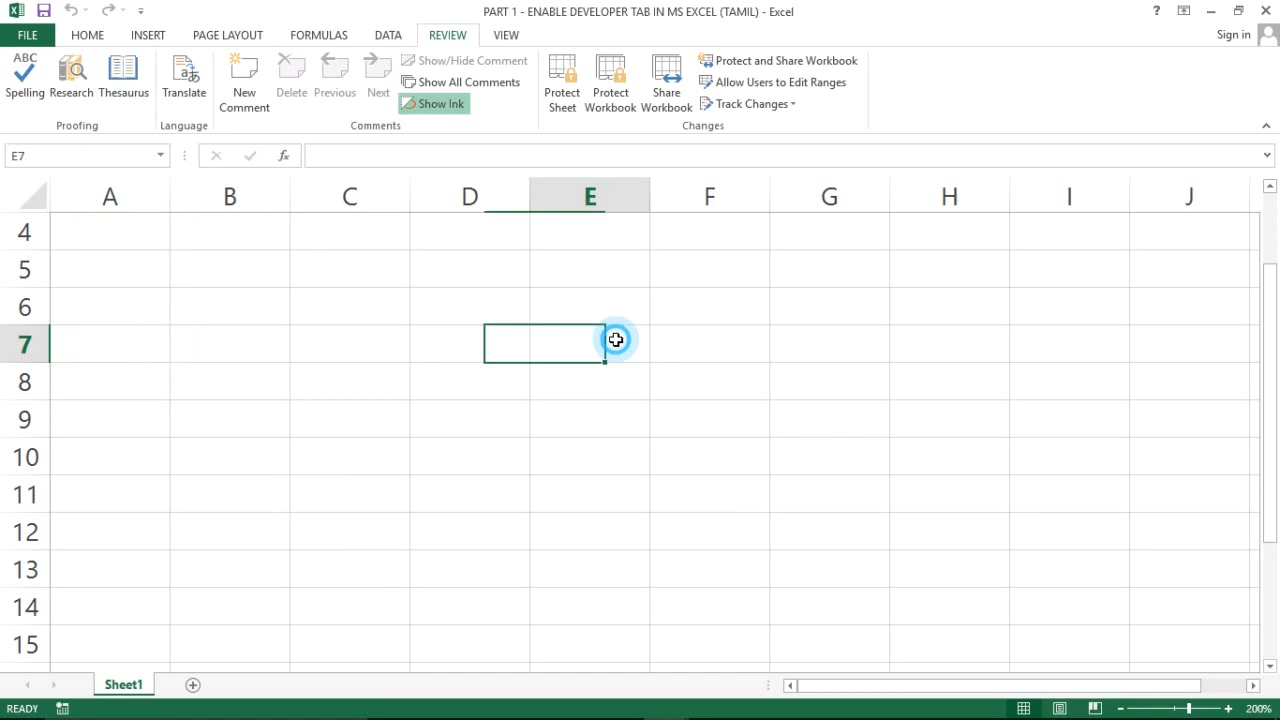 PART 1 - ENABLE DEVELOPER TAB IN MS EXCEL (TAMIL) - Excel
?
FILE HOME INSERT PAGE LAYOUT FORMULAS DATA REVIEW VIEW Sign in
ABC
Spelling Research Thesaurus
Proofing
Translate
Language
New Comment
Delete Previous Next
Show/Hide Comment
Show All Comments
Show Ink
Comments
Protect Sheet
Protect Workbook
Share Workbook
Protect and Share Workbook
Allow Users to Edit Ranges
Track Changes
Changes
E7 fx
A B C D E F G H I J
4
5
6
7
8
9
10
11
12
13
14
15
Sheet1
READY 200%